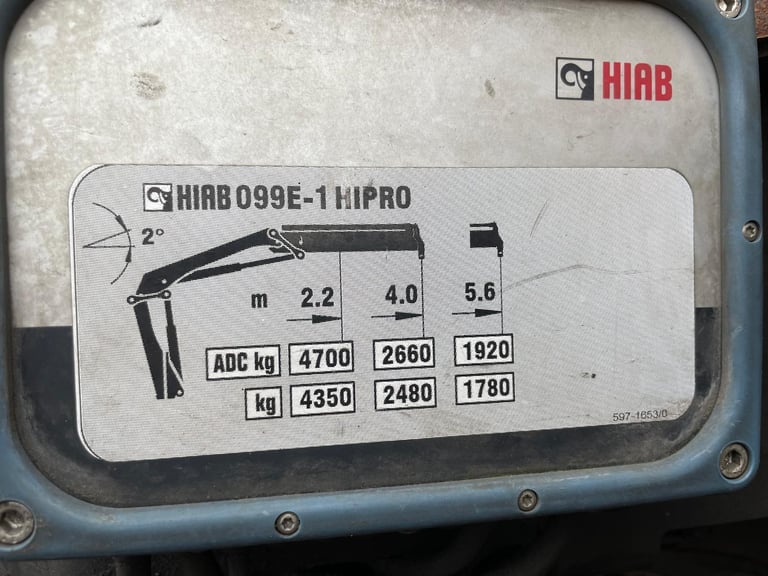 HIAB
HIAB 099E-1 HIPRO
2°
m 2.2 4.0 5.6
ADC kg 4700 2660 1920
kg 4350 2480 1780
597-1653/0